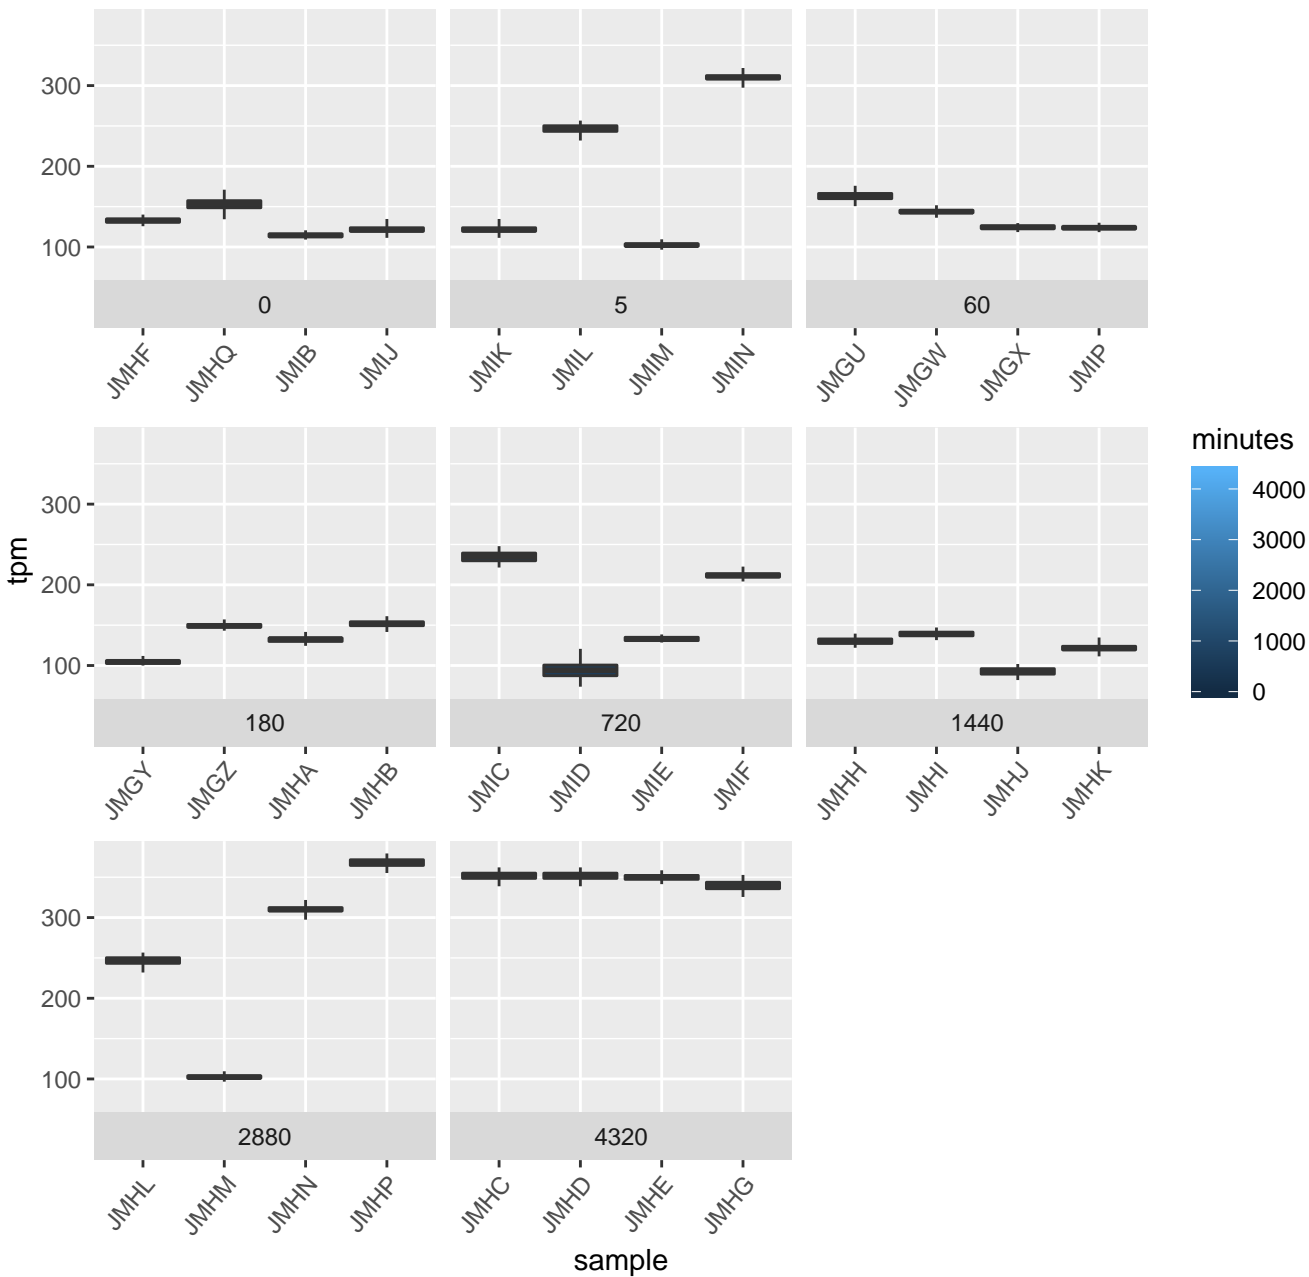 300
200
100
0
5
60
JMHF
JMHQ
JMIB
JMIJ
JMIK
JMIL
JMIM
JMIN
JMGU
JMGW
JMGX
JMIP
tpm
300
200
100
180
720
1440
JMGY
JMGZ
JMHA
JMHB
JMIC
JMID
JMIE
JMIF
JMHH
JMHI
JMHJ
JMHK
minutes
4000
3000
2000
1000
0
300
200
100
2880
4320
JMHL
JMHM
JMHN
JMHP
JMHC
JMHD
JMHE
JMHG
sample